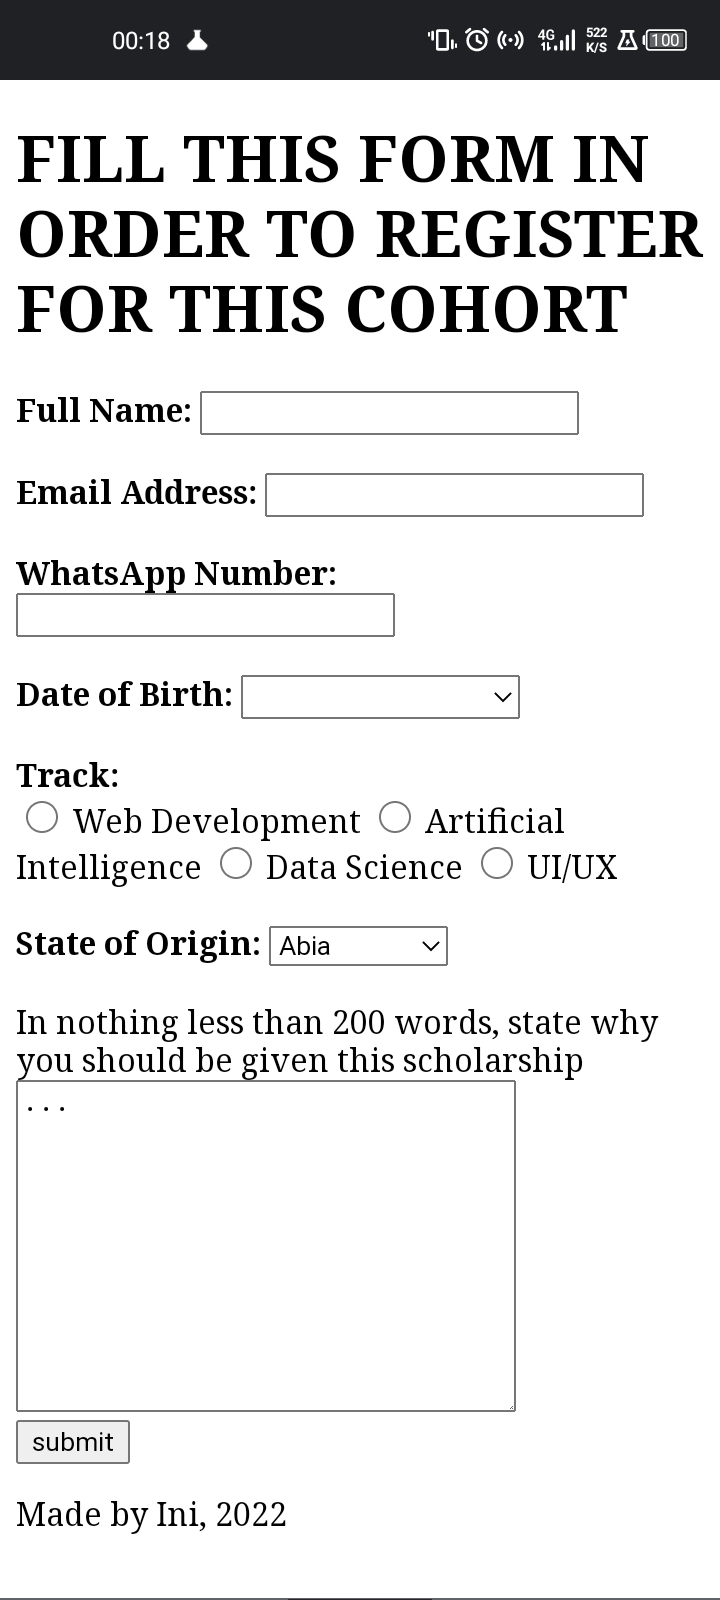 00:18 4G 522 K/S 100
FILL THIS FORM IN
ORDER TO REGISTER
FOR THIS COHORT
Full Name:
Email Address:
WhatsApp Number:
Date of Birth:
Track:
Web Development Artificial
Intelligence Data Science UI/UX
State of Origin: Abia
In nothing less than 200 words, state why
you should be given this scholarship
...
submit
Made by Ini, 2022